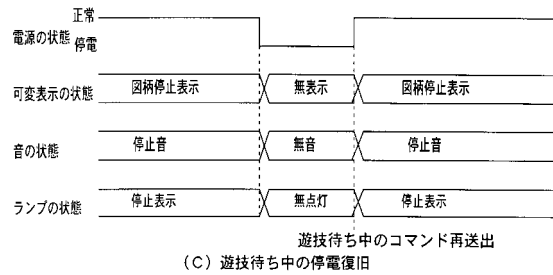 正常
電源の状態
停電
可変表示の状態 図柄停止表示 無表示 図柄停止表示
音の状態 停止音 無音 停止音
ランプの状態 停止表示 無点灯 停止表示
遊技待ち中のコマンド再送出
(C)遊技待ち中の停電復旧